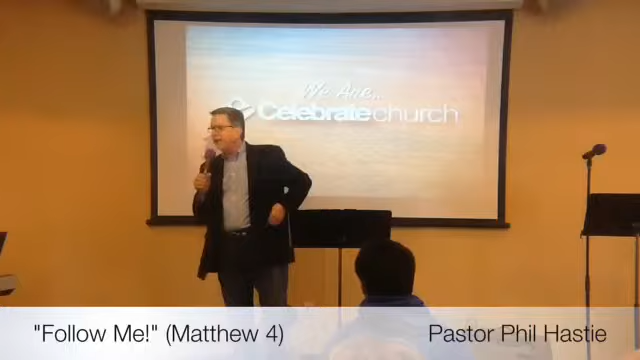 We Are...
Celebratechurch
"Follow Me!" (Matthew 4) Pastor Phil Hastie